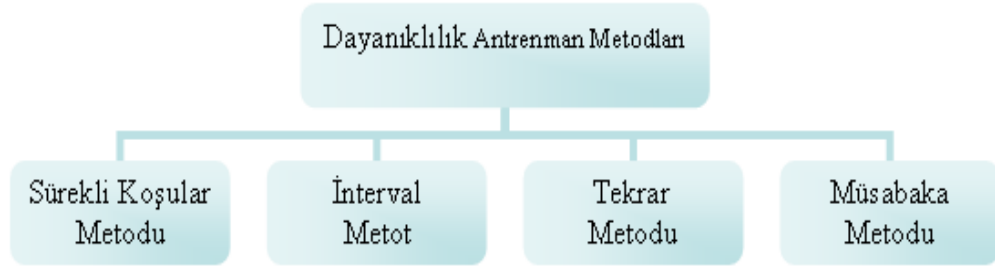 Dayanıklılık Antrenman Metodları
Sürekli Koşular
Metodu
İnterval
Metot
Tekrar
Metodu
Müsabaka
Metodu